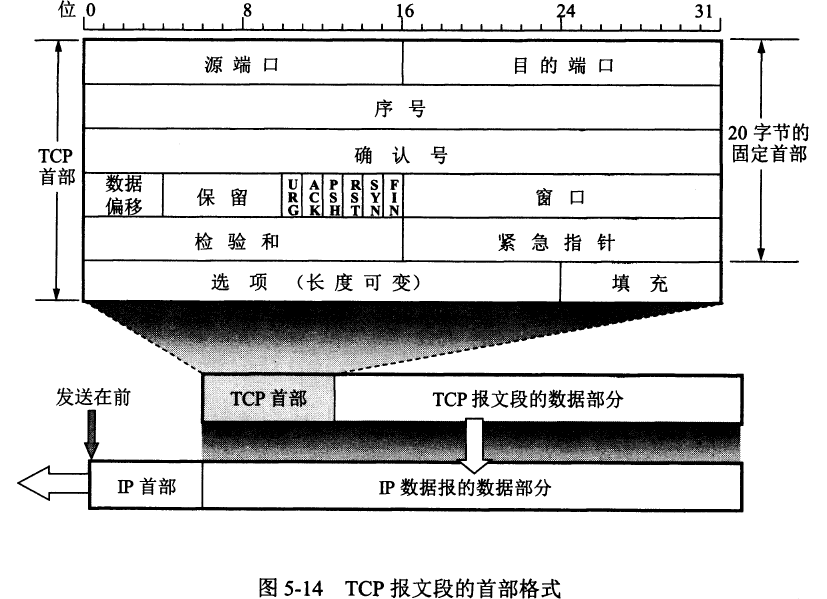 位 0 8 16 24 31
源端口 目的端口
序号
确认号
数据偏移 保留 URG ACK PSH RST SYN FIN 窗口
检验和 紧急指针
选项（长度可变） 填充
TCP
首部
20 字节的
固定首部
TCP 首部 TCP 报文段的数据部分
发送在前
IP 首部 IP 数据报的数据部分
图 5-14 TCP 报文段的首部格式